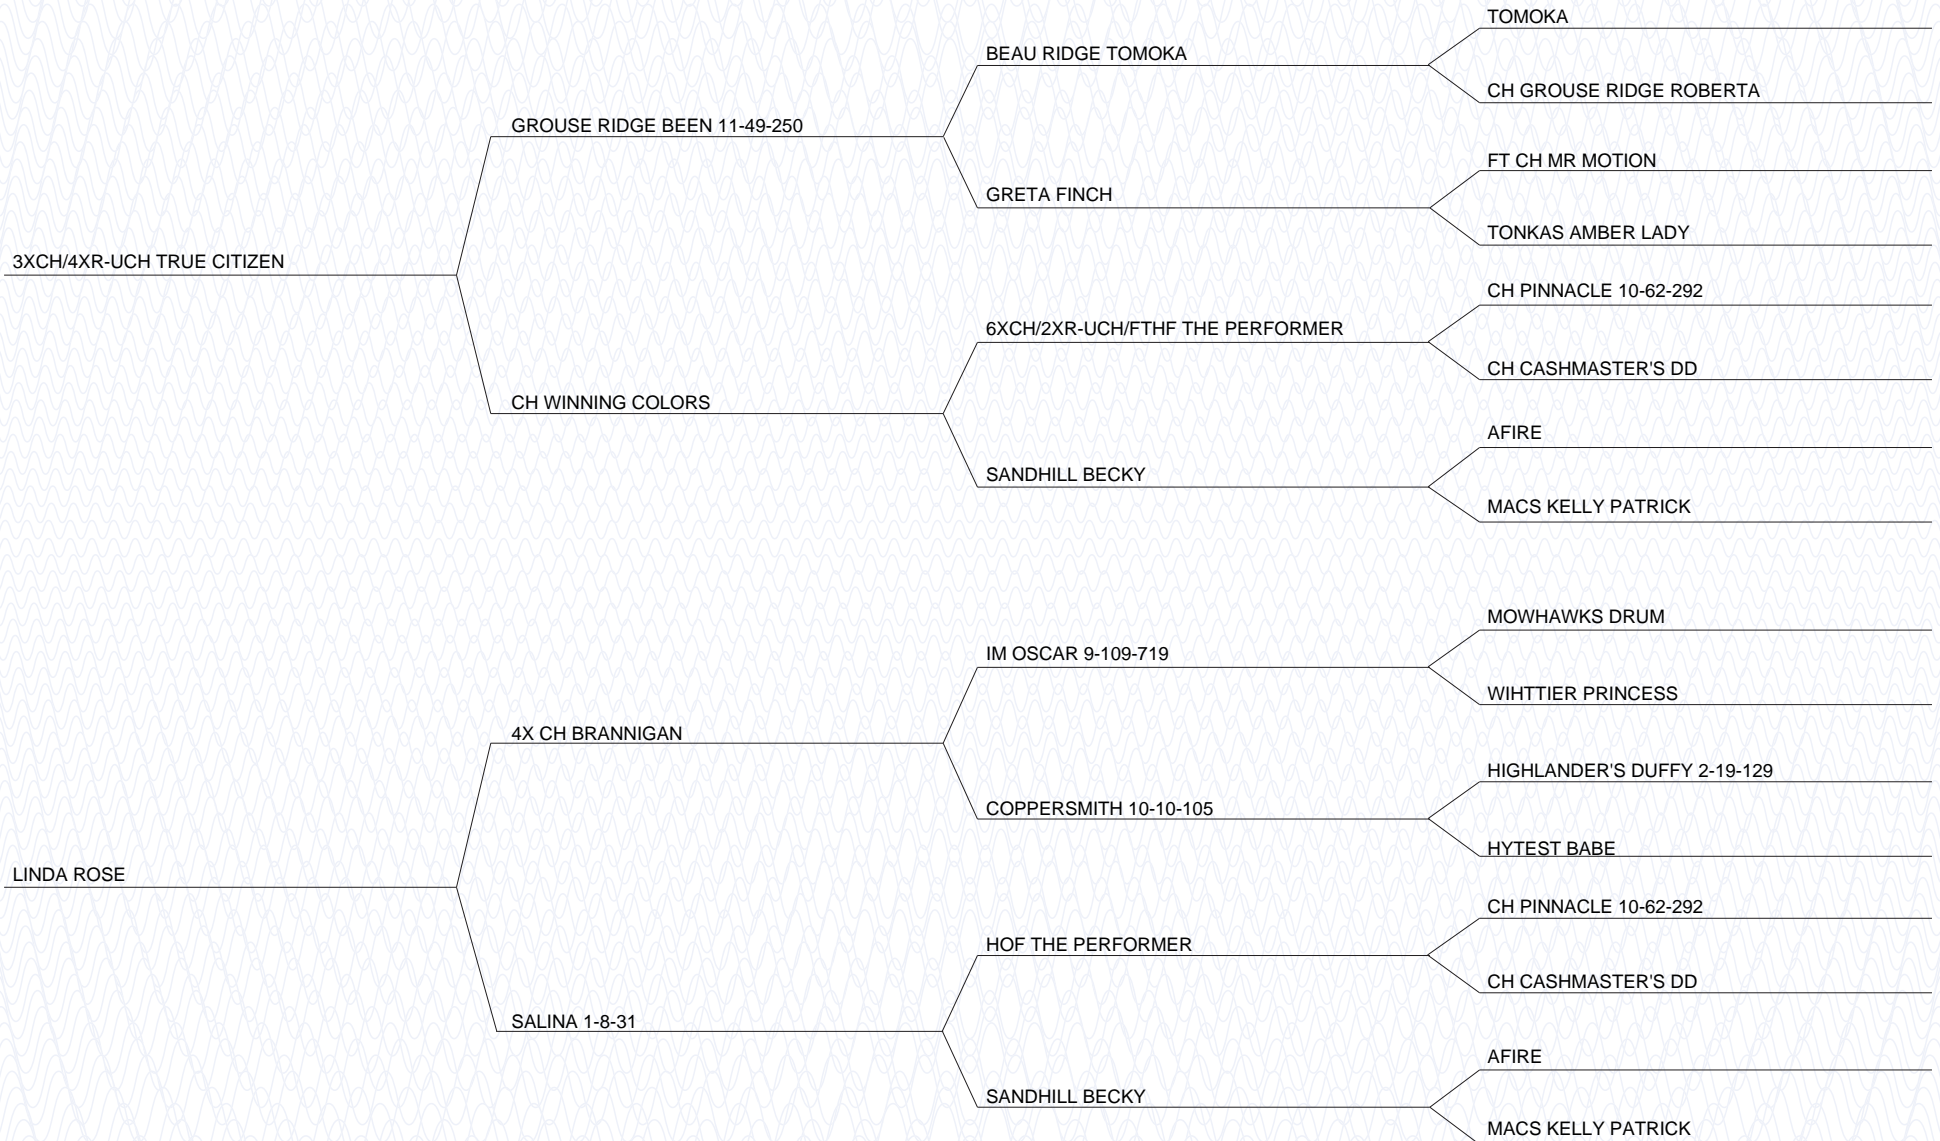 TOMOKA
BEAU RIDGE TOMOKA
CH GROUSE RIDGE ROBERTA
GROUSE RIDGE BEEN 11-49-250
FT CH MR MOTION
GRETA FINCH
TONKAS AMBER LADY
3XCH/4XR-UCH TRUE CITIZEN
CH PINNACLE 10-62-292
6XCH/2XR-UCH/FTHF THE PERFORMER
CH CASHMASTER'S DD
CH WINNING COLORS
AFIRE
SANDHILL BECKY
MACS KELLY PATRICK
MOWHAWKS DRUM
IM OSCAR 9-109-719
WIHTTIER PRINCESS
4X CH BRANNIGAN
HIGHLANDER'S DUFFY 2-19-129
COPPERSMITH 10-10-105
HYTEST BABE
LINDA ROSE
CH PINNACLE 10-62-292
HOF THE PERFORMER
CH CASHMASTER'S DD
SALINA 1-8-31
AFIRE
SANDHILL BECKY
MACS KELLY PATRICK